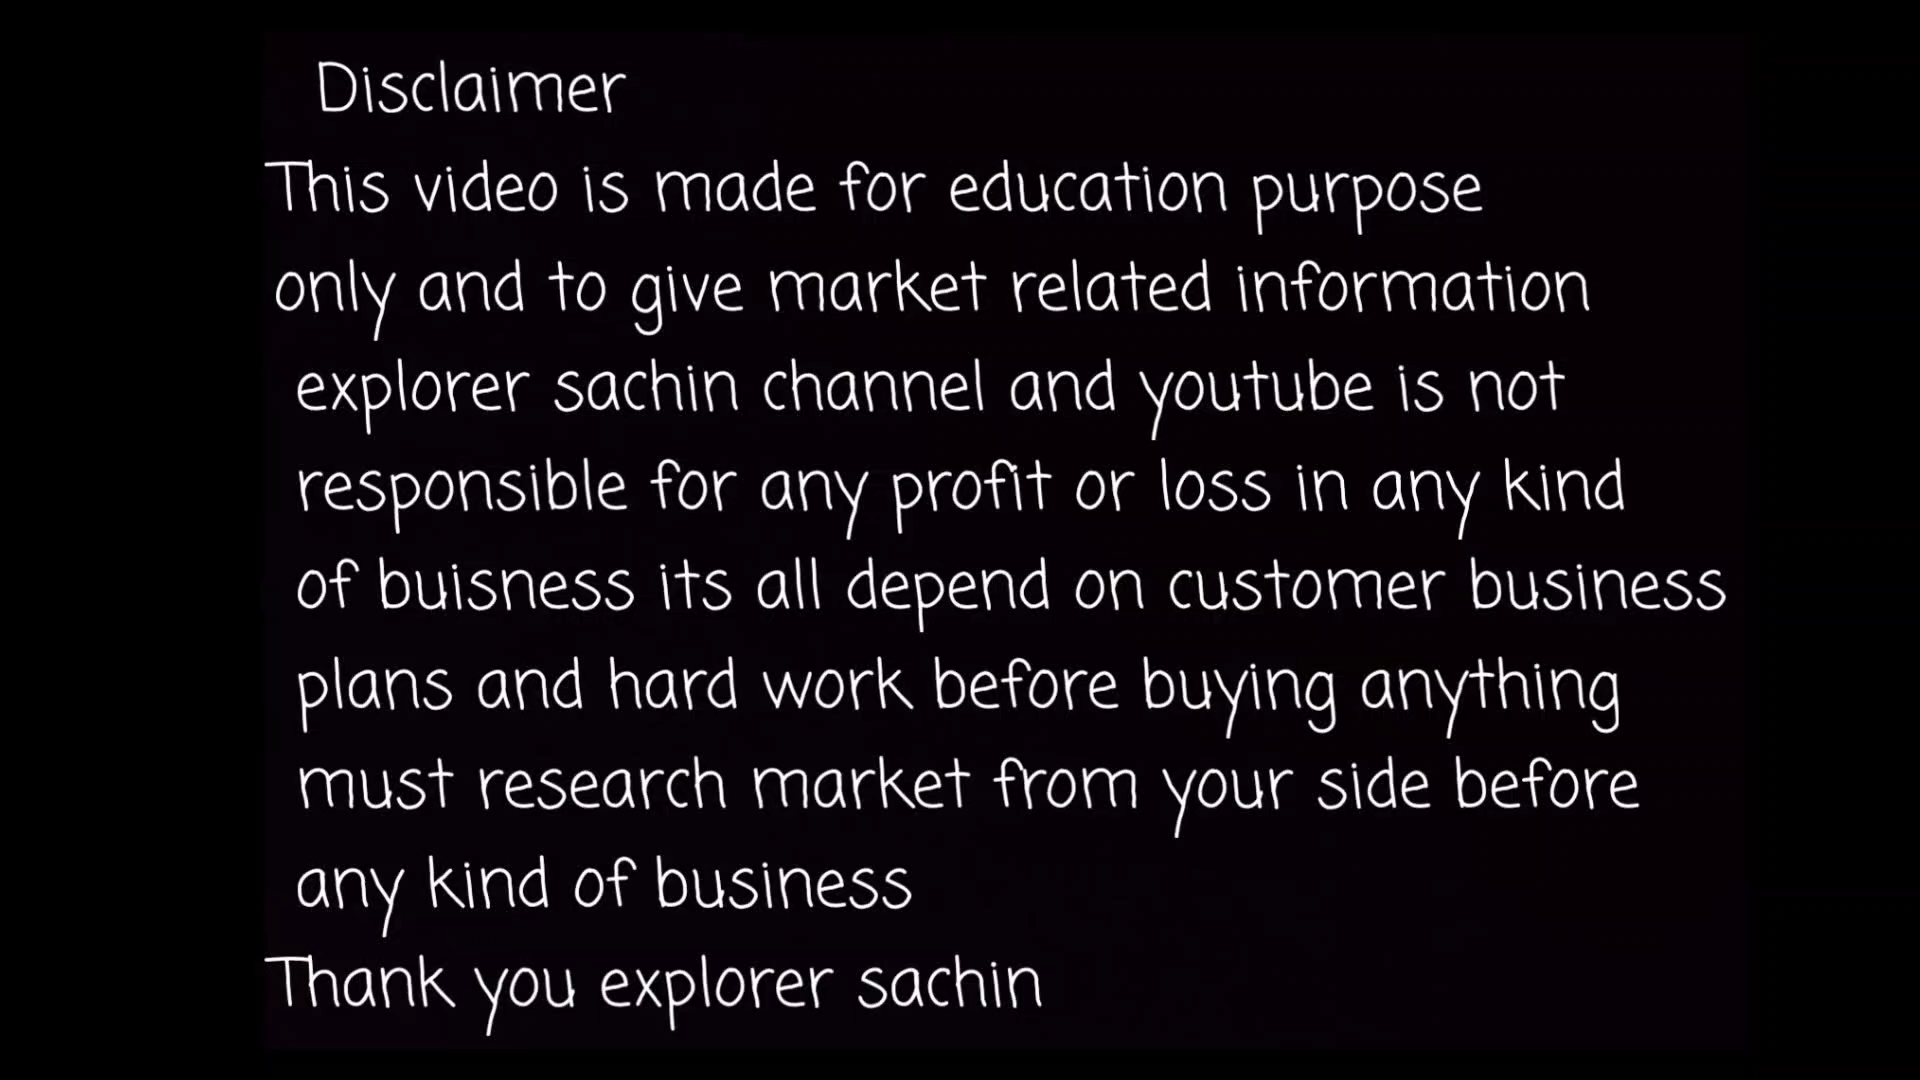 Disclaimer
This video is made for education purpose
only and to give market related information
explorer sachin channel and youtube is not
responsible for any profit or loss in any kind
of buisness its all depend on customer business
plans and hard work before buying anything
must research market from your side before
any kind of business
Thank you explorer sachin